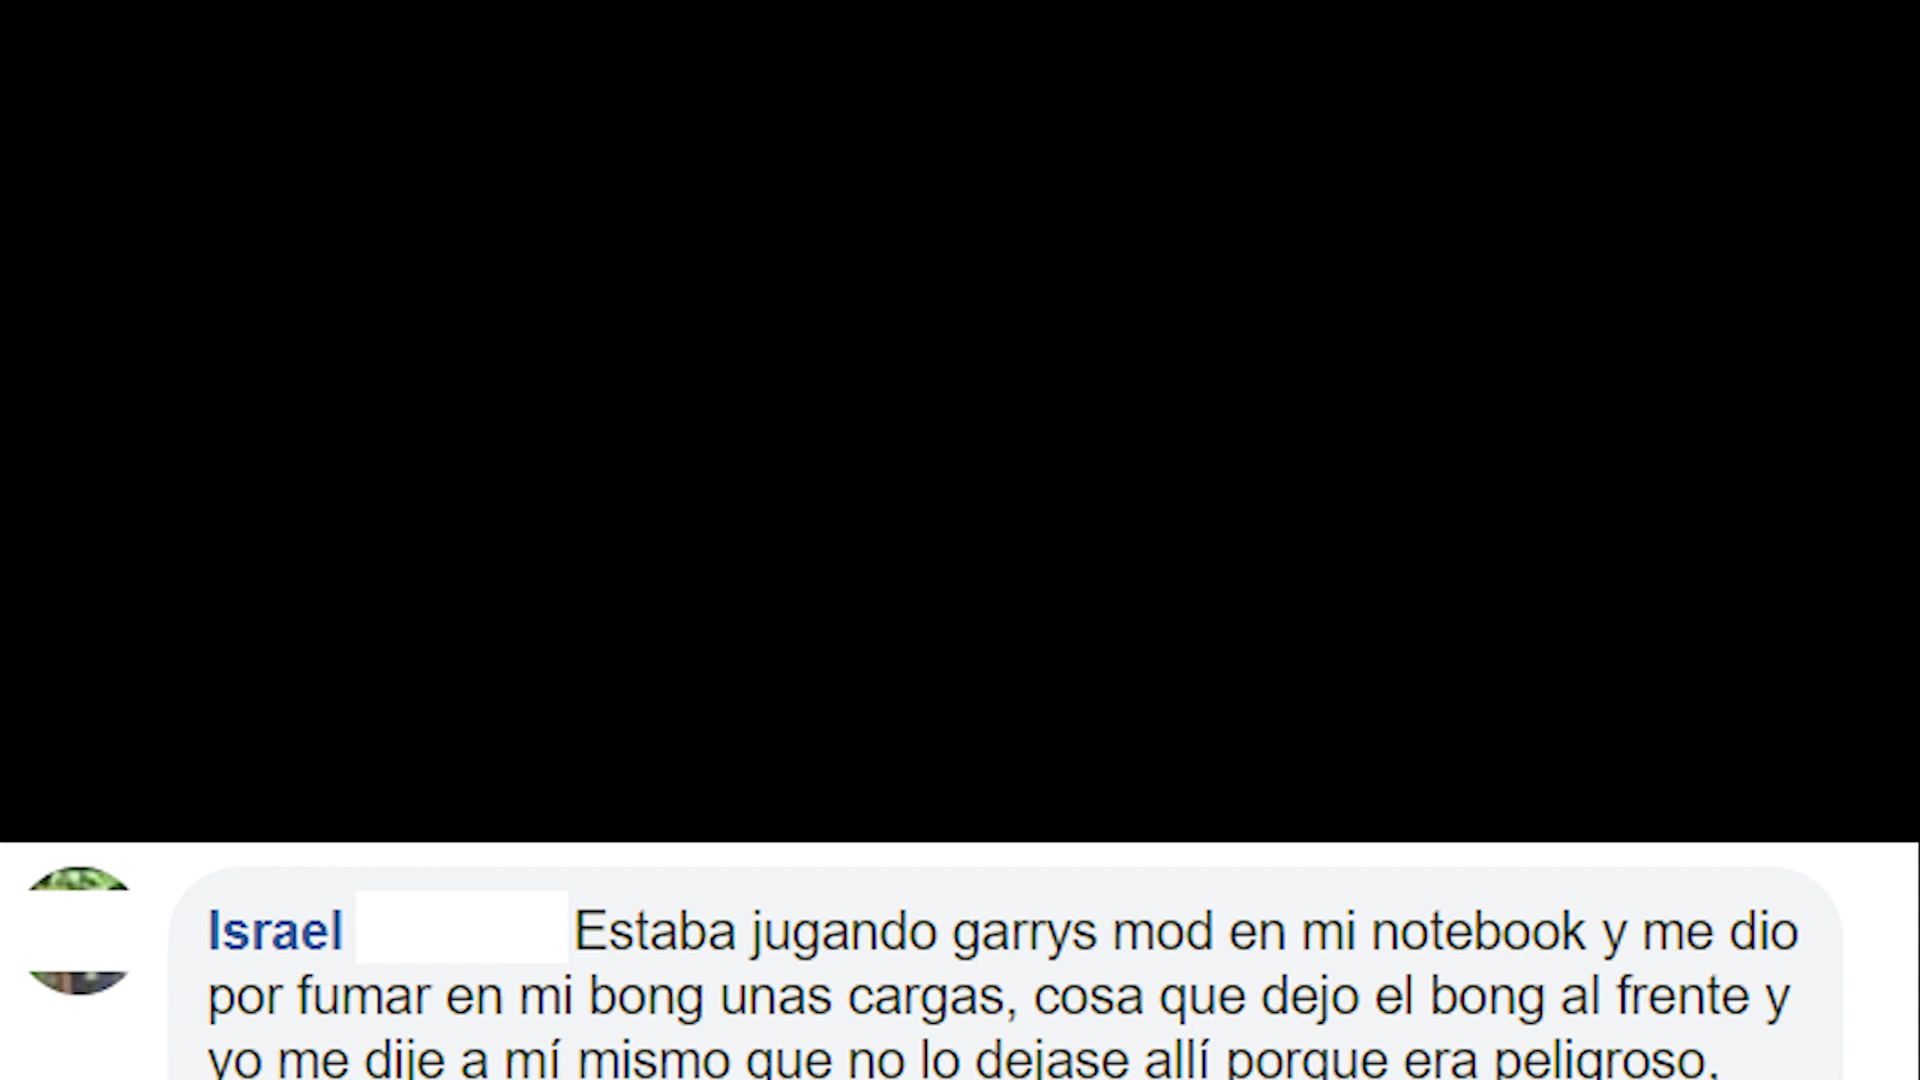 Israel Estaba jugando garrys mod en mi notebook y me dio
por fumar en mi bong unas cargas, cosa que dejo el bong al frente y
yo me dije a mí mismo que no lo dejase allí porque era peligroso,